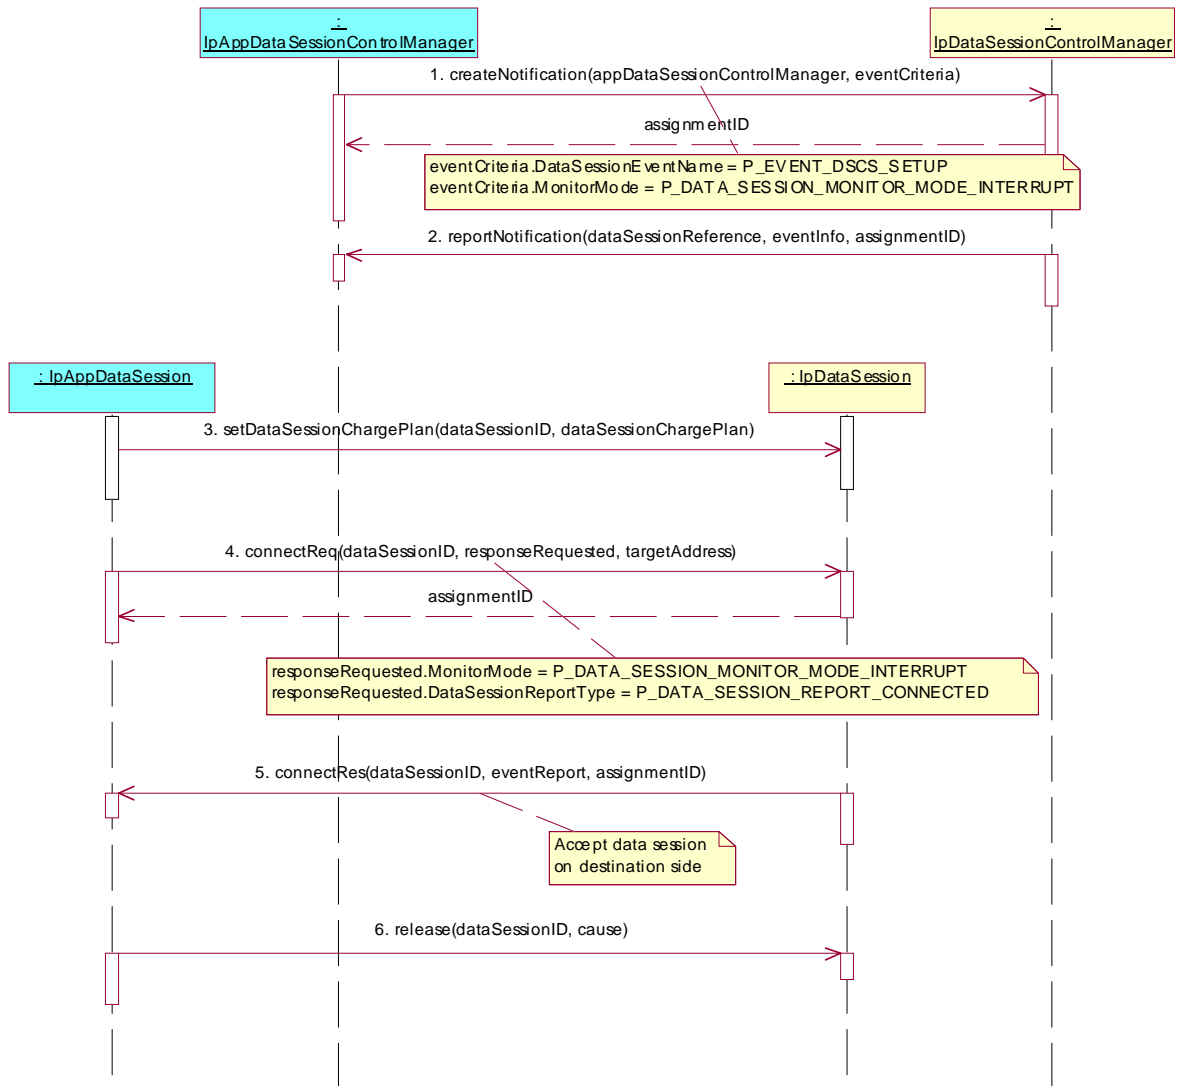 :
IpAppDataSessionControlManager
:
IpDataSessionControlManager
1. createNotification(appDataSessionControlManager, eventCriteria)
assignmentID
eventCriteria.DataSessionEventName = P_EVENT_DSCS_SETUP
eventCriteria.MonitorMode = P_DATA_SESSION_MONITOR_MODE_INTERRUPT
2. reportNotification(dataSessionReference, eventInfo, assignmentID)
: IpAppDataSession
: IpDataSession
3. setDataSessionChargePlan(dataSessionID, dataSessionChargePlan)
4. connectReq(dataSessionID, responseRequested, targetAddress)
assignmentID
responseRequested.MonitorMode = P_DATA_SESSION_MONITOR_MODE_INTERRUPT
responseRequested.DataSessionReportType = P_DATA_SESSION_REPORT_CONNECTED
5. connectRes(dataSessionID, eventReport, assignmentID)
Accept data session
on destination side
6. release(dataSessionID, cause)